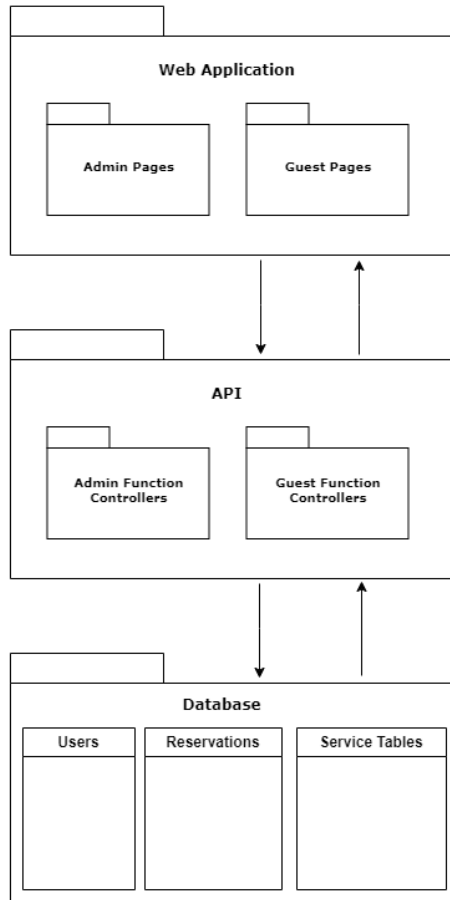 Web Application
Admin Pages
Guest Pages
API
Admin Function
Controllers
Guest Function
Controllers
Database
Users
Reservations
Service Tables